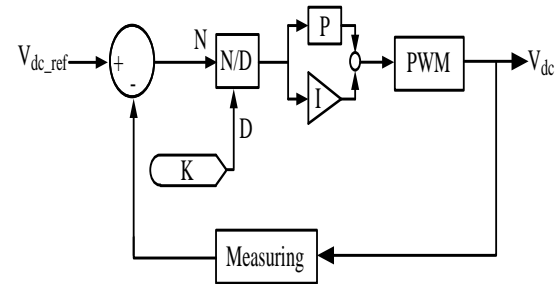 V_dc_ref
+
-
N
N/D
D
K
P
I
PWM
V_dc
Measuring